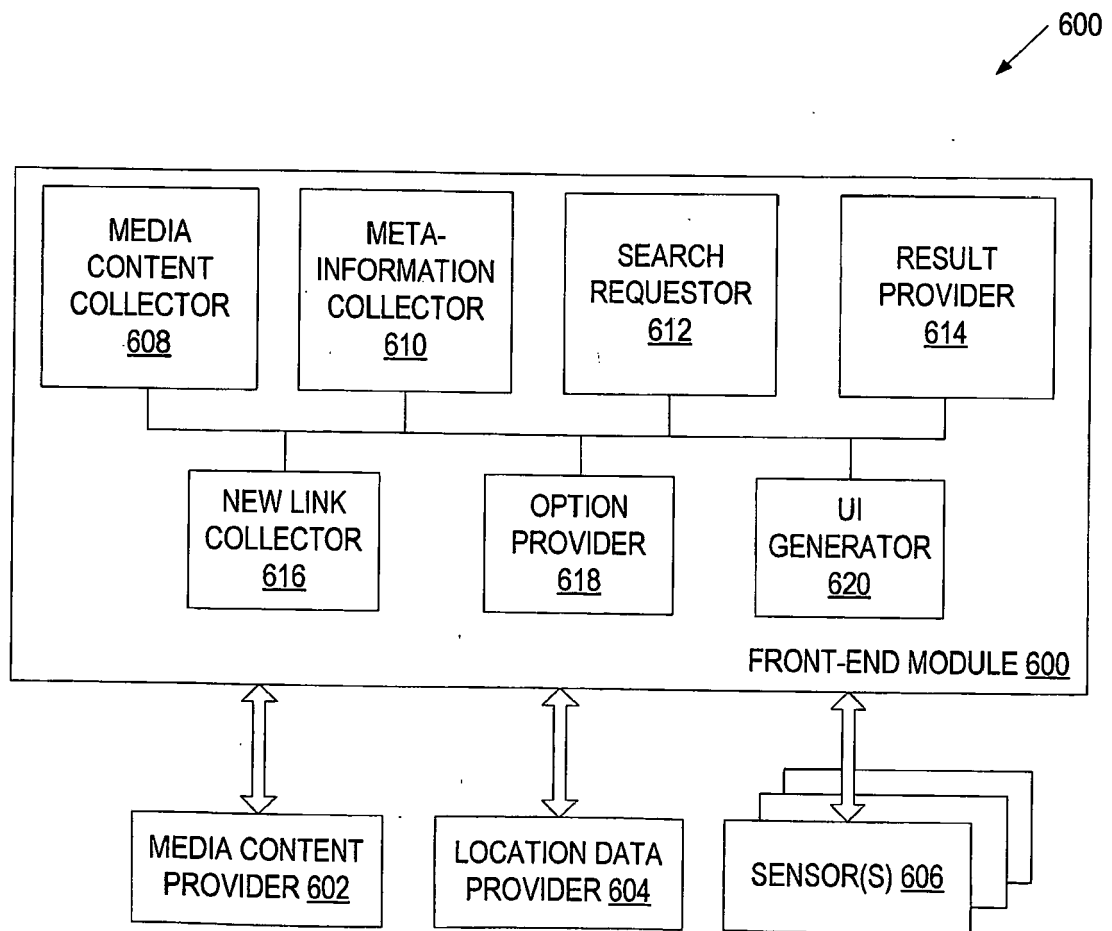 600
MEDIA
CONTENT
COLLECTOR
608
META-
INFORMATION
COLLECTOR
610
SEARCH
REQUESTOR
612
RESULT
PROVIDER
614
NEW LINK
COLLECTOR
616
OPTION
PROVIDER
618
UI
GENERATOR
620
FRONT-END MODULE 600
MEDIA CONTENT
PROVIDER 602
LOCATION DATA
PROVIDER 604
SENSOR(S) 606